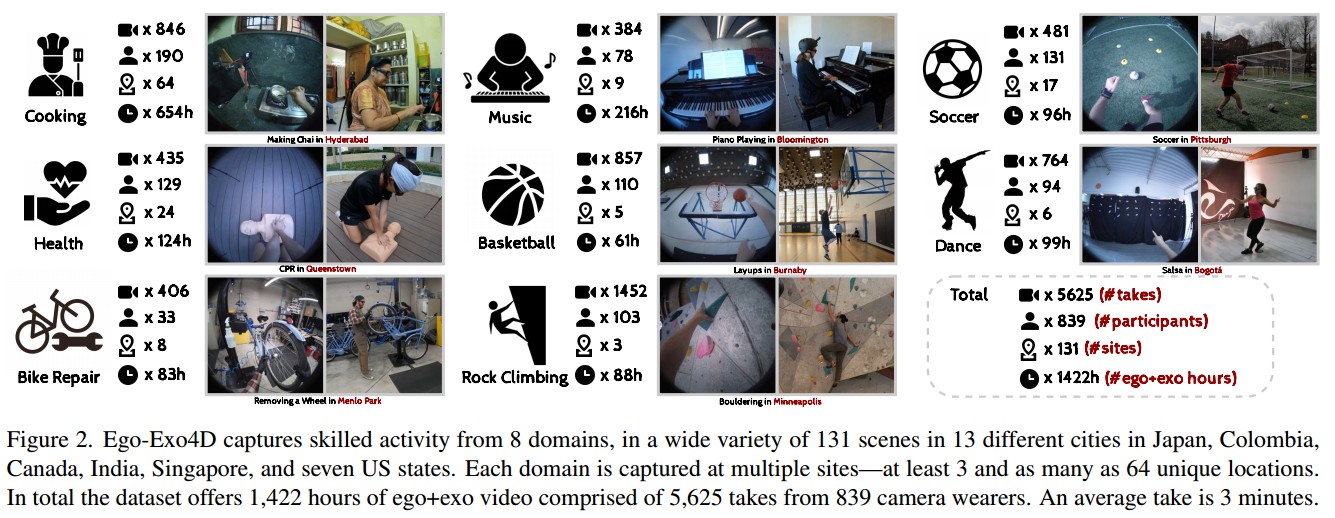 x 846
x 190
x 64
x 654h
Cooking
Making Chai in Hyderabad
x 384
x 78
x 9
x 216h
Music
Piano Playing in Bloomington
x 481
x 131
x 17
x 96h
Soccer
Soccer in Pittsburgh
x 435
x 129
x 24
x 124h
Health
CPR in Queenstown
x 857
x 110
x 5
x 61h
Basketball
Layups in Burnaby
x 764
x 94
x 6
x 99h
Dance
Salsa in Bogotá
x 406
x 33
x 8
x 83h
Bike Repair
Removing a Wheel in Menlo Park
x 1452
x 103
x 3
x 88h
Rock Climbing
Bouldering in Minneapolis
Total
x 5625 (#takes)
x 839 (#participants)
x 131 (#sites)
x 1422h (#ego+exo hours)
Figure 2. Ego-Exo4D captures skilled activity from 8 domains, in a wide variety of 131 scenes in 13 different cities in Japan, Colombia,
Canada, India, Singapore, and seven US states. Each domain is captured at multiple sites—at least 3 and as many as 64 unique locations.
In total the dataset offers 1,422 hours of ego+exo video comprised of 5,625 takes from 839 camera wearers. An average take is 3 minutes.